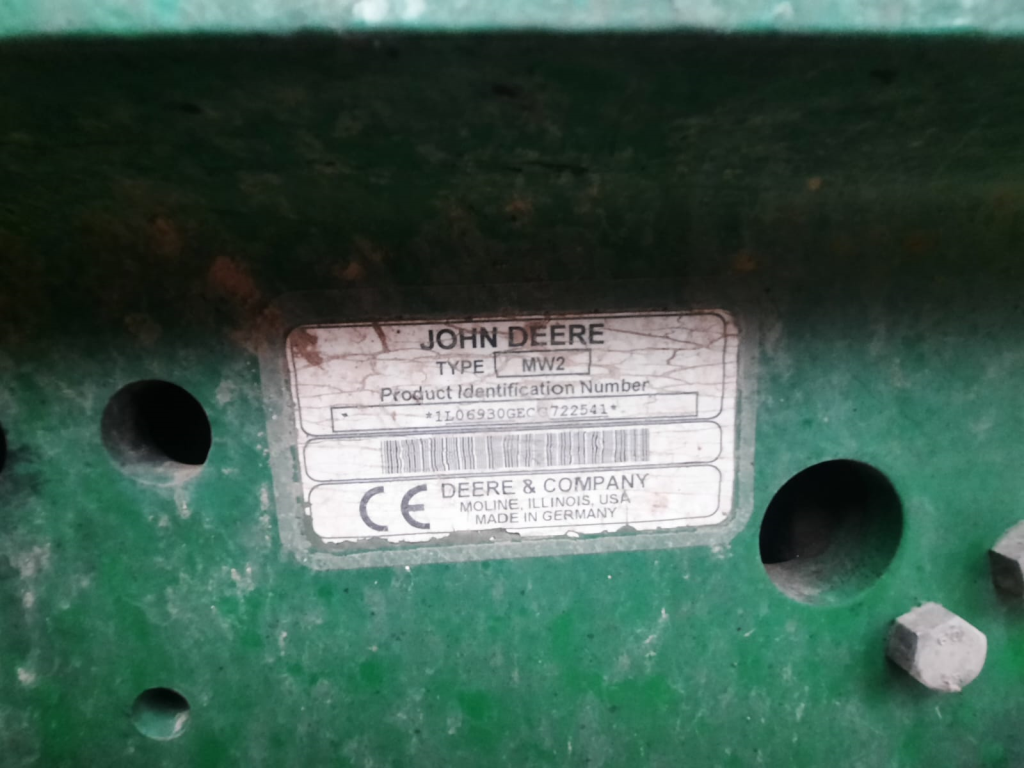 JOHN DEERE
TYPE MW2
Product Identification Number
CE DEERE & COMPANY
MOLINE, ILLINOIS, USA
MADE IN GERMANY